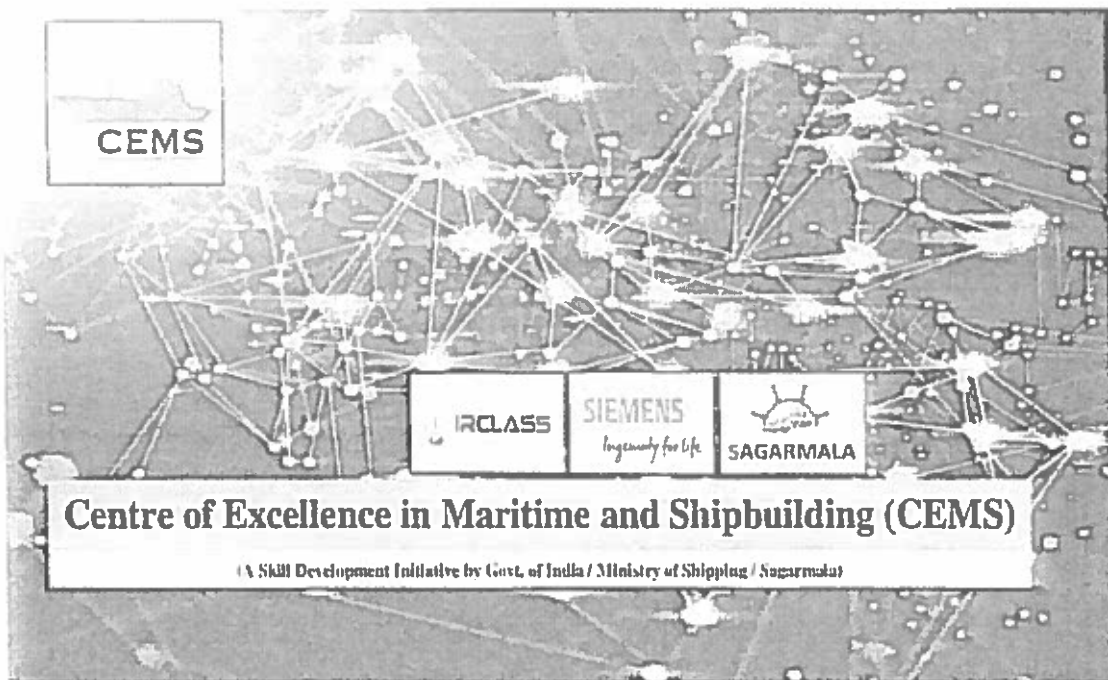 CEMS
IRCLASS
SIEMENS
Ingenuity for life
SAGARMALA
Centre of Excellence in Maritime and Shipbuilding (CEMS)
(A Skill Development Initiative by Govt. of India / Ministry of Shipping / Sagarmala)